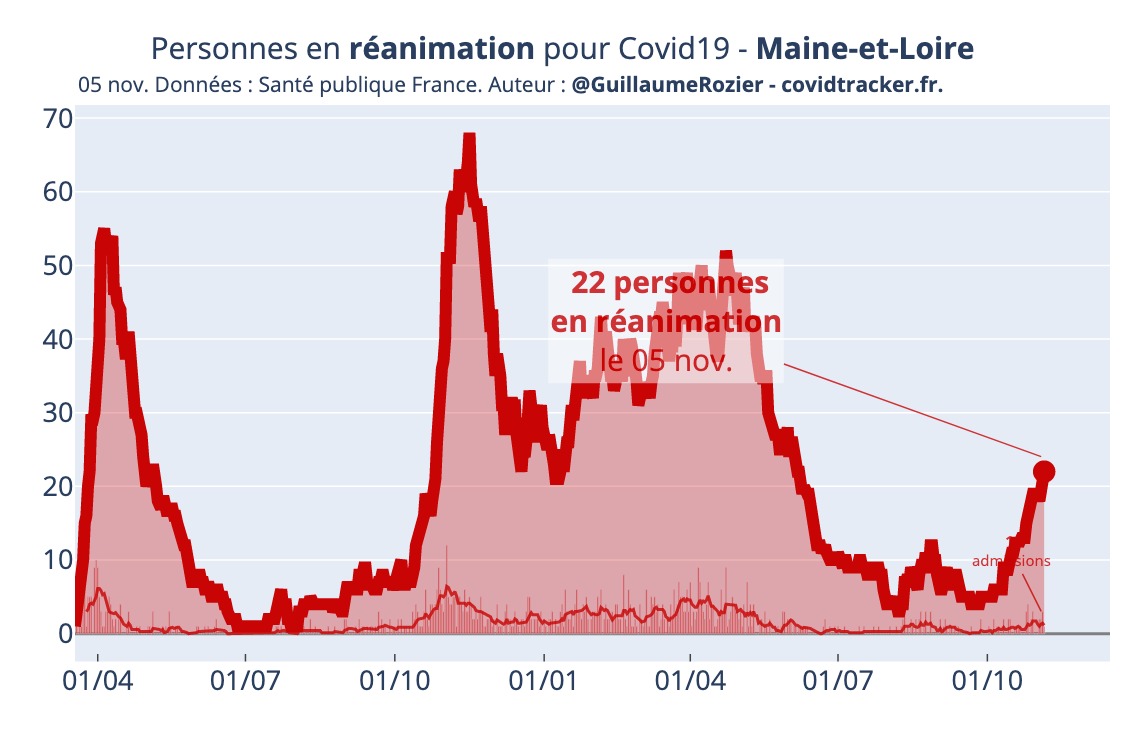 Personnes en réanimation pour Covid19 - Maine-et-Loire
05 nov. Données : Santé publique France. Auteur : @GuillaumeRozier - covidtracker.fr.
70
60
50
40
30
20
10
0
22 personnes
en réanimation
le 05 nov.
admissions
01/04
01/07
01/10
01/01
01/04
01/07
01/10